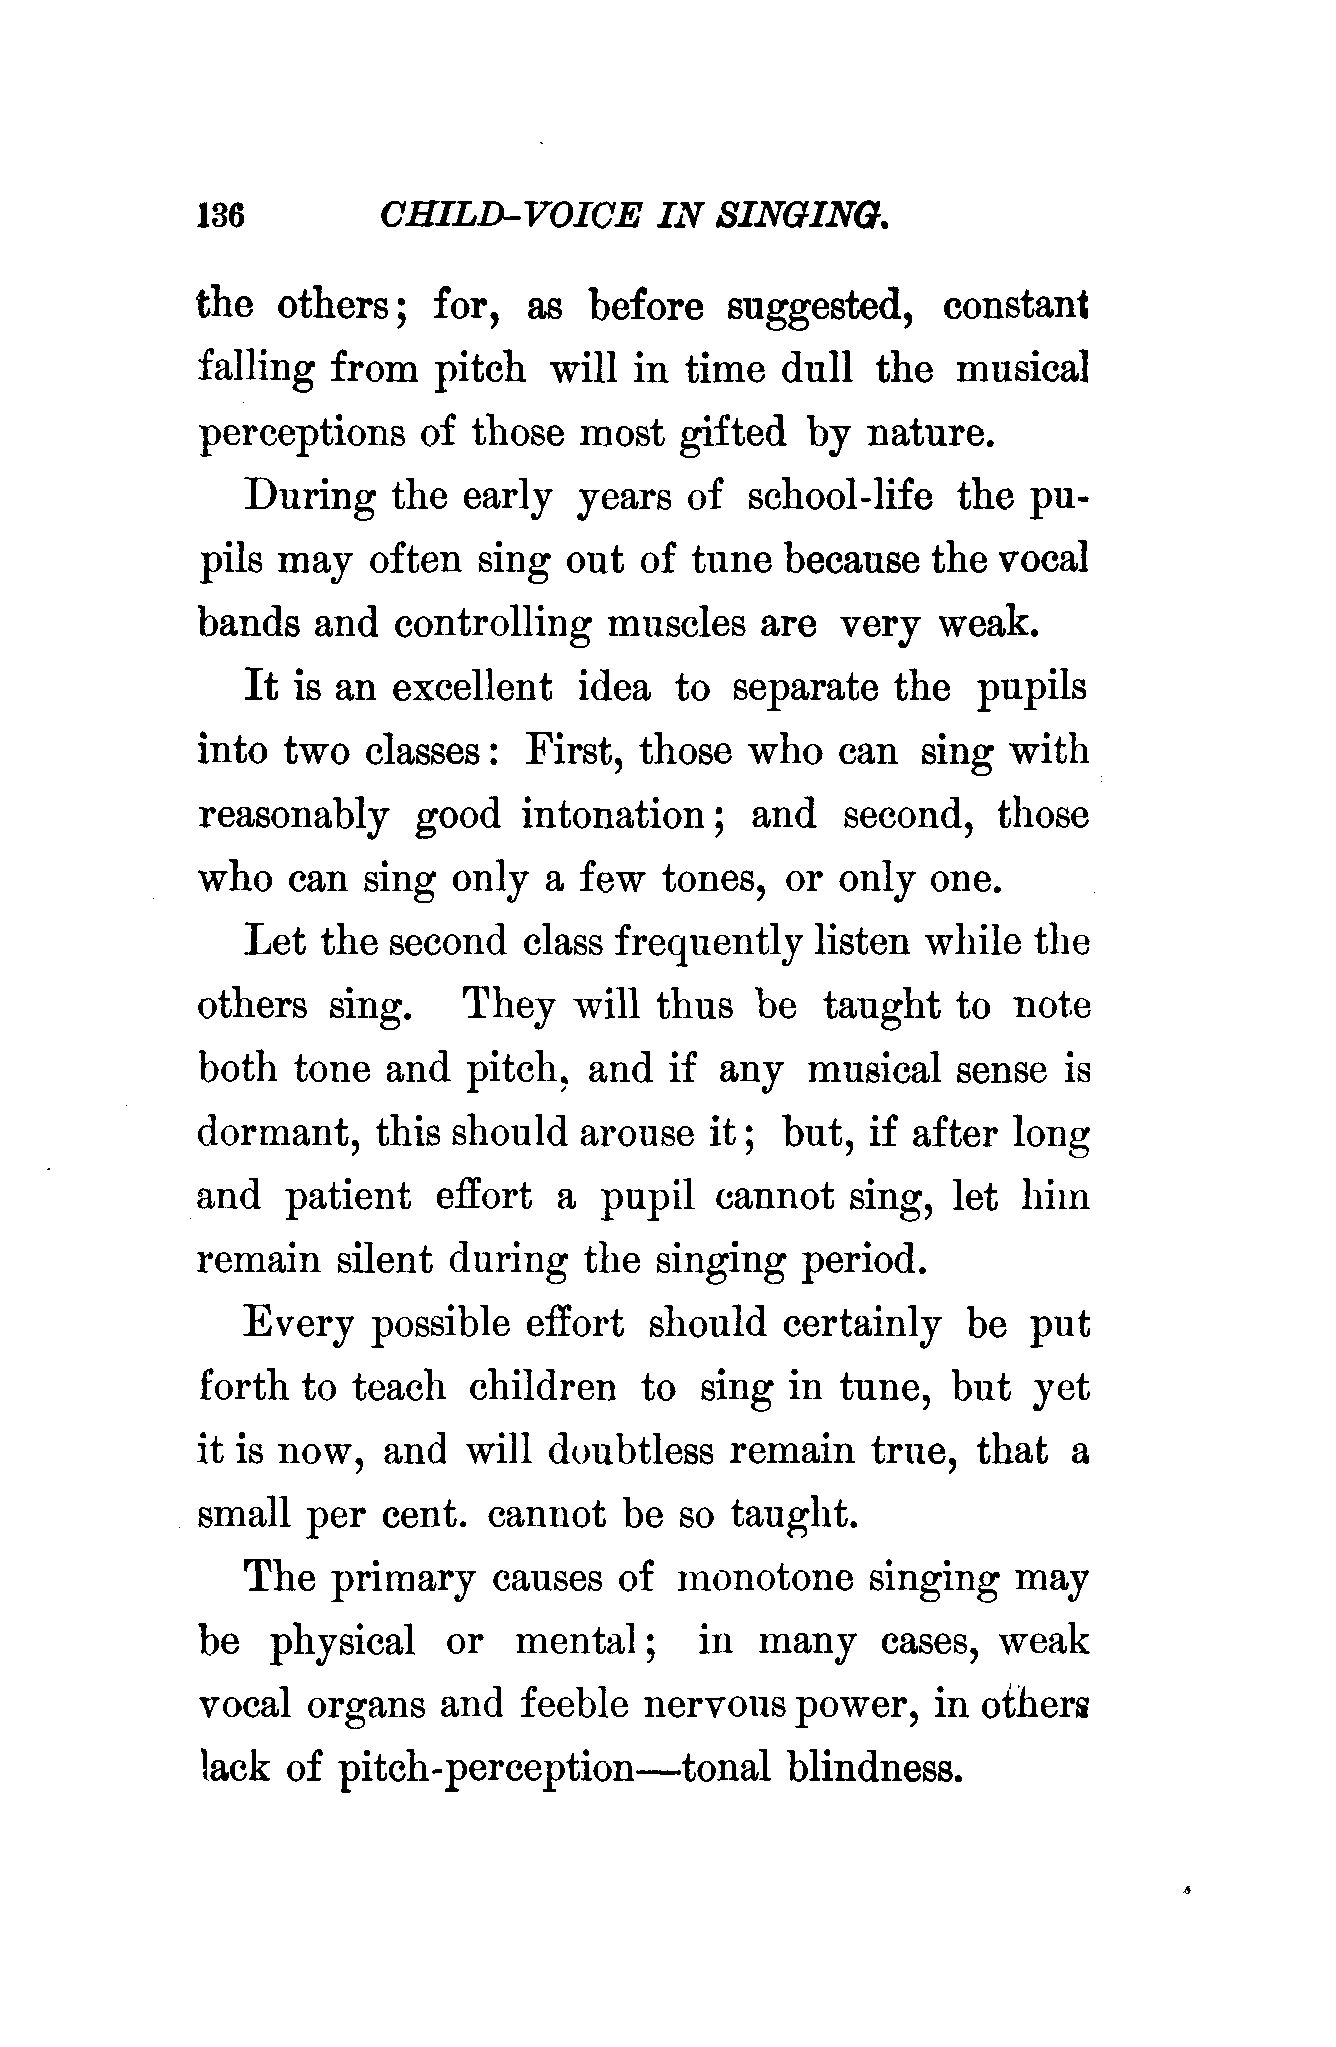 136 CHILD-VOICE IN SINGING.
the others; for, as before suggested, constant
falling from pitch will in time dull the musical
perceptions of those most gifted by nature.
During the early years of school-life the pu-
pils may often sing out of tune because the vocal
bands and controlling muscles are very weak.
It is an excellent idea to separate the pupils
into two classes: First, those who can sing with
reasonably good intonation; and second, those
who can sing only a few tones, or only one.
Let the second class frequently listen while the
others sing. They will thus be taught to note
both tone and pitch, and if any musical sense is
dormant, this should arouse it; but, if after long
and patient effort a pupil cannot sing, let him
remain silent during the singing period.
Every possible effort should certainly be put
forth to teach children to sing in tune, but yet
it is now, and will doubtless remain true, that a
small per cent. cannot be so taught.
The primary causes of monotone singing may
be physical or mental; in many cases, weak
vocal organs and feeble nervous power, in others
lack of pitch-perception—tonal blindness.